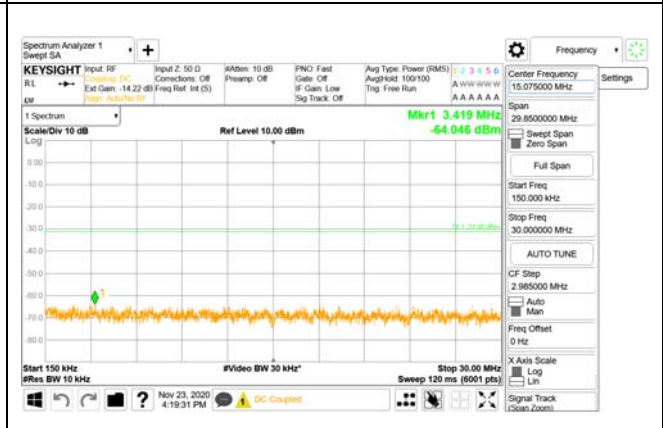 Spectrum Analyzer 1
Swept SA
Frequency
KEYSIGHT
RL
Input: RF
Coupling: DC
Ext Gain: -14.22 dB
Align: Auto/No RF
Input Z: 50 Ω
Corrections: Off
Freq Ref: Int (S)
#Atten: 10 dB
Preamp: Off
PNO: Fast
Gate: Off
IF Gain: Low
Sig Track: Off
Avg Type: Power (RMS)
Avg|Hold: 100/100
Trig: Free Run
1 2 3 4 5 6
A W W W W W
A A A A A A
1 Spectrum
Scale/Div 10 dB
Log
Ref Level 10.00 dBm
Mkr1 3.419 MHz
-64.046 dBm
0.00
-10.0
-20.0
-30.0
-40.0
-50.0
-60.0
-70.0
-80.0
1
Start 150 kHz
#Res BW 10 kHz
#Video BW 30 kHz*
Stop 30.00 MHz
Sweep 120 ms (6001 pts)
Nov 23, 2020
4:19:31 PM
DC Coupled
Center Frequency
15.075000 MHz
Settings
Span
29.8500000 MHz
Swept Span
Zero Span
Full Span
Start Freq
150.000 kHz
Stop Freq
30.000000 MHz
AUTO TUNE
CF Step
2.985000 MHz
Auto
Man
Freq Offset
0 Hz
X Axis Scale
Log
Lin
Signal Track
(Span Zoom)